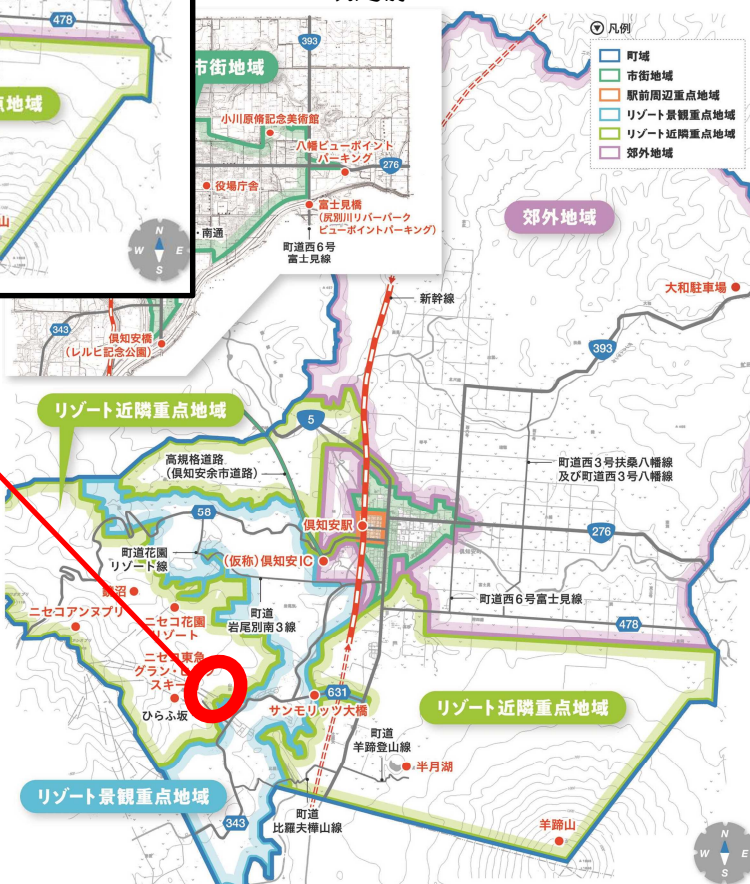 478
393
凡例
町域
市街地域
駅前周辺重点地域
リゾート景観重点地域
リゾート近隣重点地域
郊外地域
市街地域
小川原脩記念美術館
八幡ビューポイント
パーキング
276
役場庁舎
富士見橋
(尻別川リバーパーク
ビューポイントパーキング)
・南通
町道西6号
富士見線
N
W E
S
343
倶知安橋
(レルヒ記念公園)
郊外地域
新幹線
大和駐車場
393
リゾート近隣重点地域
5
高規格道路
(倶知安余市道路)
町道西3号扶桑八幡線
及び町道西3号八幡線
58
倶知安駅
276
町道花園
リゾート線
(仮称)倶知安IC
町道西6号富士見線
ニセコアンヌプリ
ニセコ花園
リゾート
町道
岩尾別南3線
478
ニセコ東急
グラン・
スキー
ひらふ坂
631
サンモリッツ大橋
リゾート近隣重点地域
町道
羊蹄登山線
半月湖
リゾート景観重点地域
343
町道
比羅夫樺山線
羊蹄山
N
W E
S